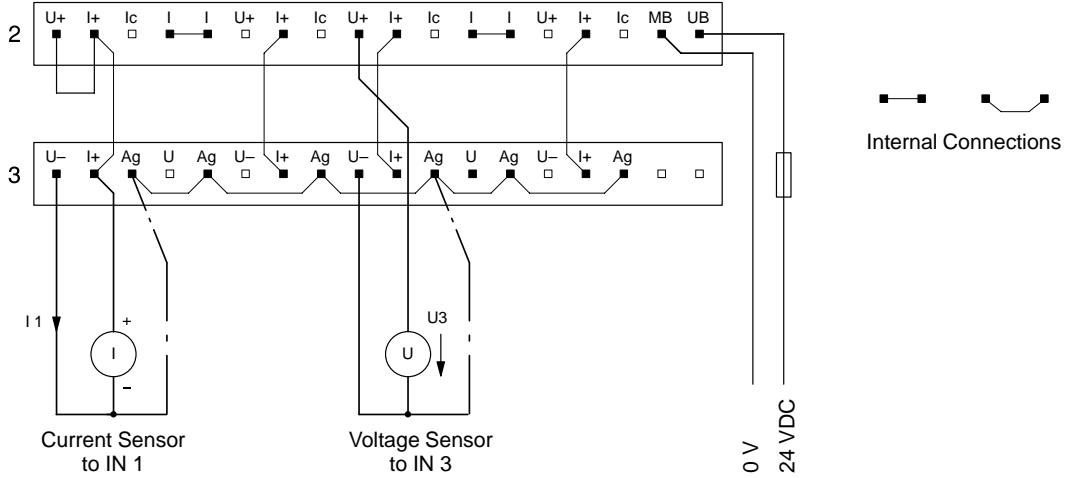 2
U+ I+ Ic I I U+ I+ Ic U+ I+ Ic I I U+ I+ Ic MB UB
Internal Connections
3
U– I+ Ag U Ag U– I+ Ag U– I+ Ag U Ag U– I+ Ag
I 1
+
I
–
U3
U
Current Sensor
to IN 1
Voltage Sensor
to IN 3
0 V
24 VDC